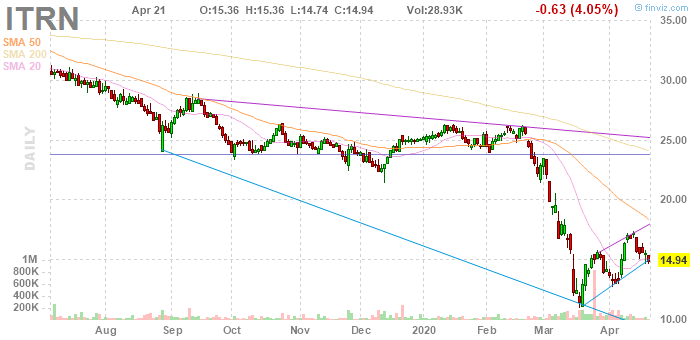 ITRN
Apr 21 O:15.36 H:15.36 L:14.74 C:14.94 Vol:28.93K -0.63 (4.05%)
© finviz.com
SMA 50
SMA 200
SMA 20
DAILY
35.00
30.00
25.00
20.00
14.94
10.00
1M
800K
600K
400K
200K
Aug Sep Oct Nov Dec 2020 Feb Mar Apr